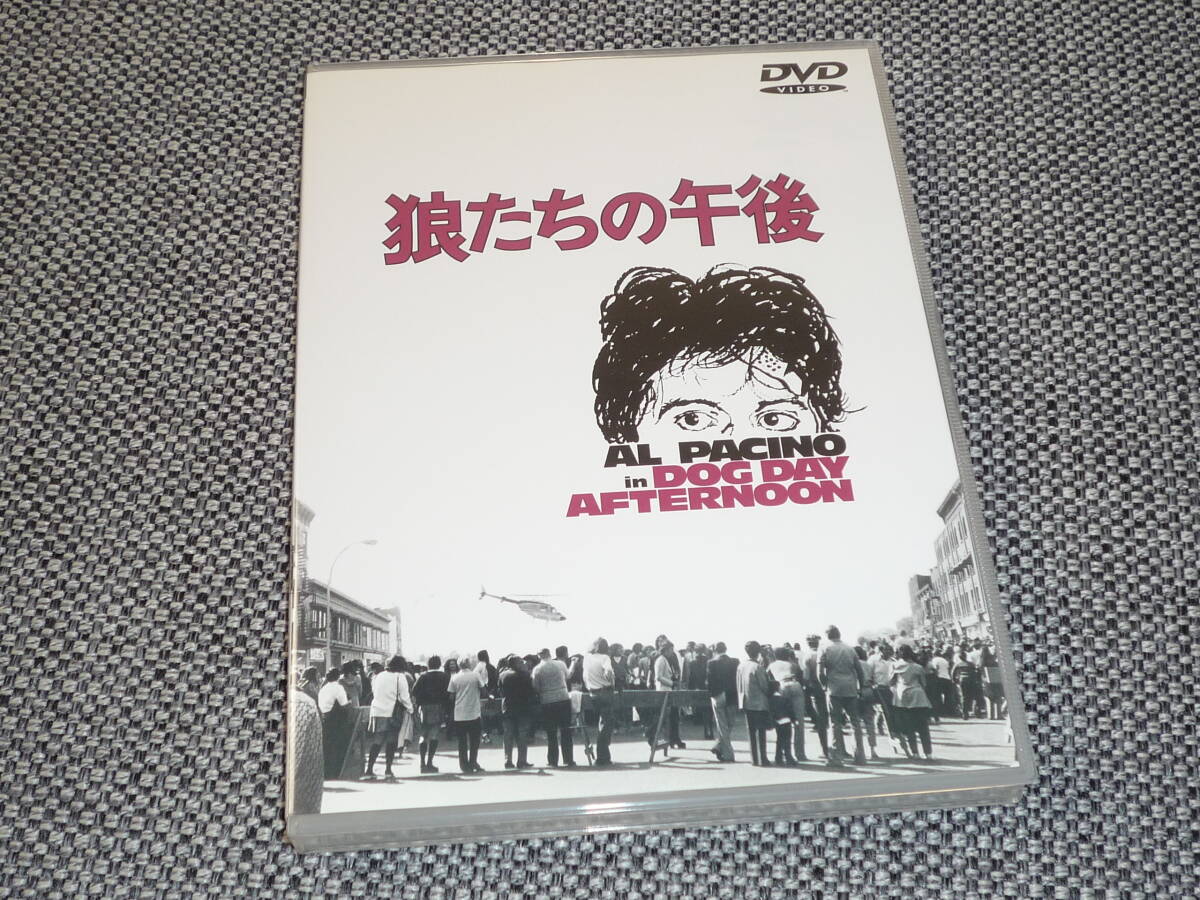 DVD
VIDEO
狼たちの午後
AL PACINO
in DOG DAY
AFTERNOON